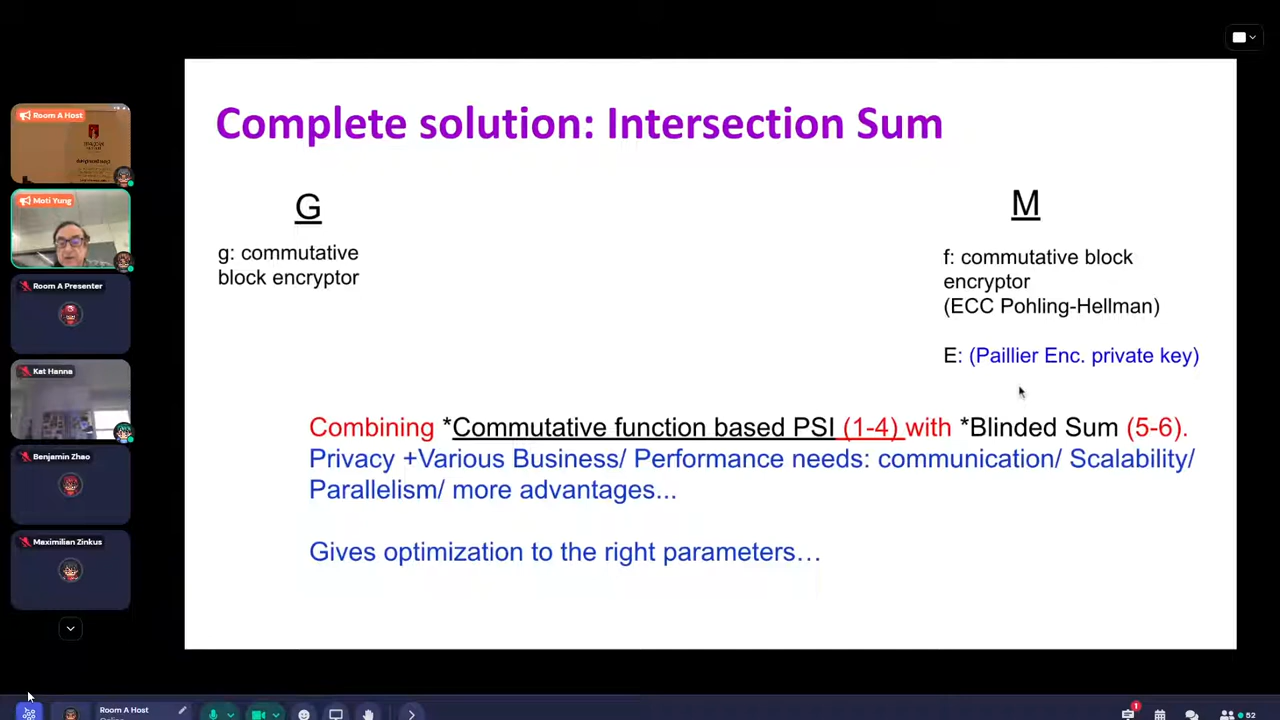 Room A Host
Moti Yung
Room A Presenter
Kat Hanna
Benjamin Zhao
Maximilian Zinkus
Complete solution: Intersection Sum
G
g: commutative
block encryptor
M
f: commutative block
encryptor
(ECC Pohling-Hellman)
E: (Paillier Enc. private key)
Combining *Commutative function based PSI (1-4) with *Blinded Sum (5-6).
Privacy +Various Business/ Performance needs: communication/ Scalability/
Parallelism/ more advantages...
Gives optimization to the right parameters…
Room A Host
1
52